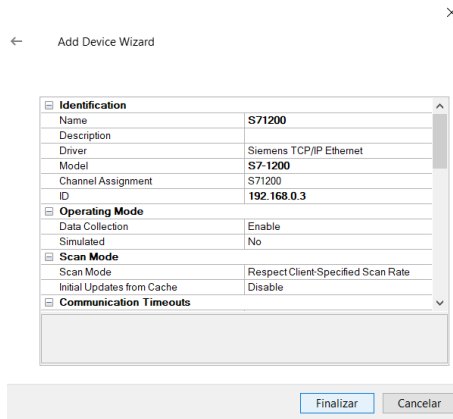 Add Device Wizard
Identification
Name S71200
Description
Driver Siemens TCP/IP Ethernet
Model S7-1200
Channel Assignment S71200
ID 192.168.0.3
Operating Mode
Data Collection Enable
Simulated No
Scan Mode
Scan Mode Respect Client-Specified Scan Rate
Initial Updates from Cache Disable
Communication Timeouts
Finalizar Cancelar